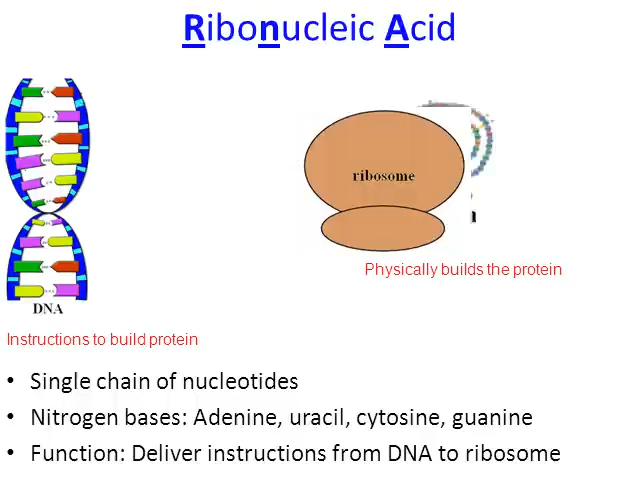 Ribonucleic Acid
ribosome
Physically builds the protein
DNA
Instructions to build protein
• Single chain of nucleotides
• Nitrogen bases: Adenine, uracil, cytosine, guanine
• Function: Deliver instructions from DNA to ribosome